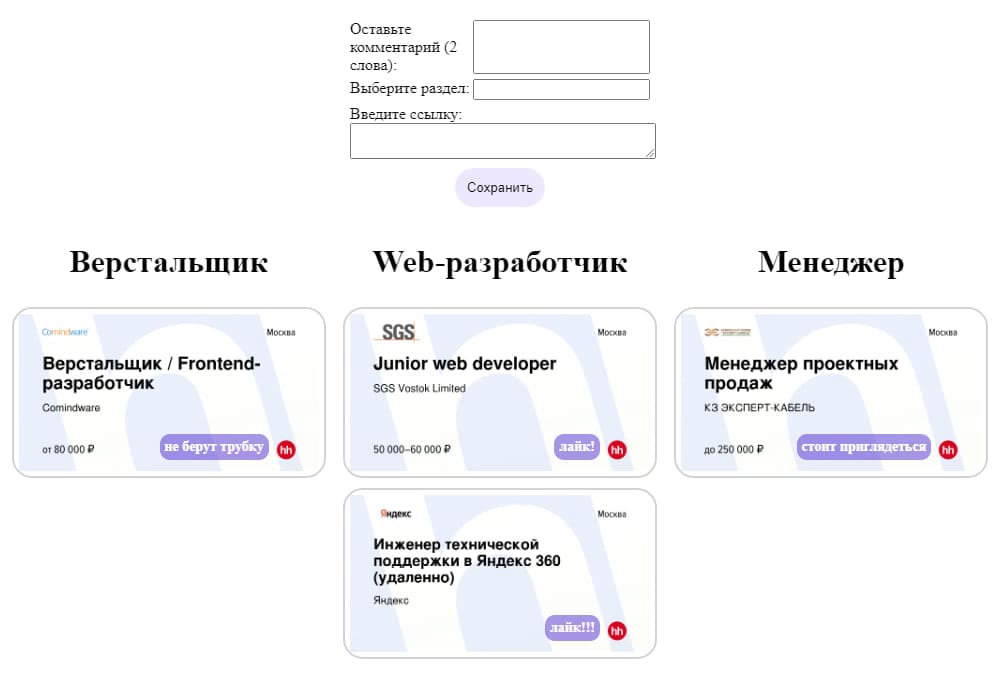 Оставьте
комментарий (2
слова):
Выберите раздел:
Введите ссылку:
Сохранить
Верстальщик
Web-разработчик
Менеджер
Comindware
Москва
Верстальщик / Frontend-
разработчик
Comindware
от 80 000 ₽
не берут трубку
hh
SGS
Москва
Junior web developer
SGS Vostok Limited
50 000–60 000 ₽
лайк!
hh
Москва
Менеджер проектных
продаж
КЗ ЭКСПЕРТ-КАБЕЛЬ
до 250 000 ₽
стоит приглядеться
hh
Яндекс
Москва
Инженер технической
поддержки в Яндекс 360
(удаленно)
Яндекс
лайк!!!
hh